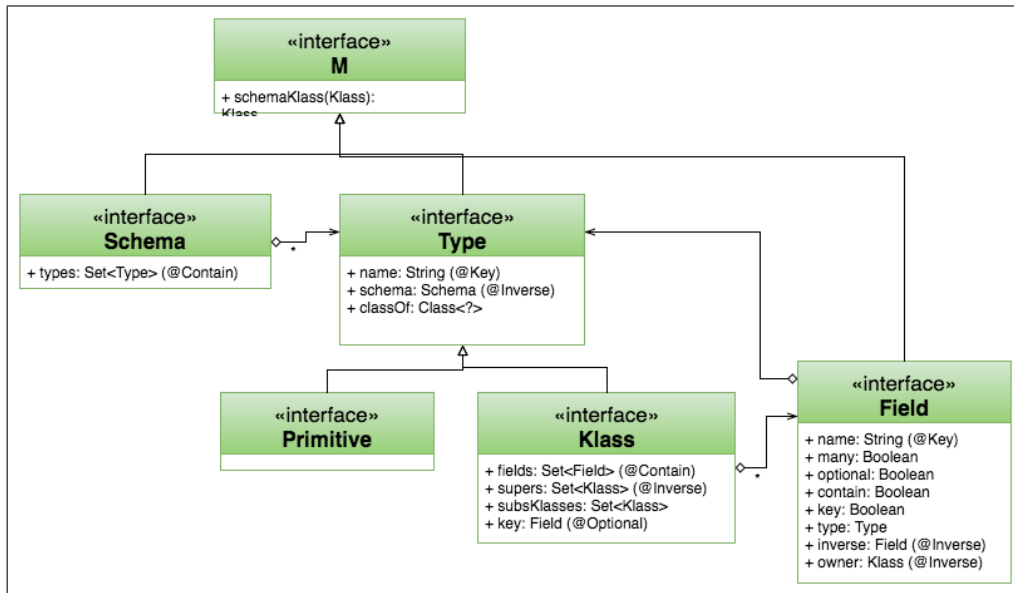 «interface»
M
+ schemaKlass(Klass):
Klass
«interface»
Schema
+ types: Set<Type> (@Contain)
*
«interface»
Type
+ name: String (@Key)
+ schema: Schema (@Inverse)
+ classOf: Class<?>
«interface»
Primitive
«interface»
Klass
+ fields: Set<Field> (@Contain)
+ supers: Set<Klass> (@Inverse)
+ subsKlasses: Set<Klass>
+ key: Field (@Optional)
*
«interface»
Field
+ name: String (@Key)
+ many: Boolean
+ optional: Boolean
+ contain: Boolean
+ key: Boolean
+ type: Type
+ inverse: Field (@Inverse)
+ owner: Klass (@Inverse)